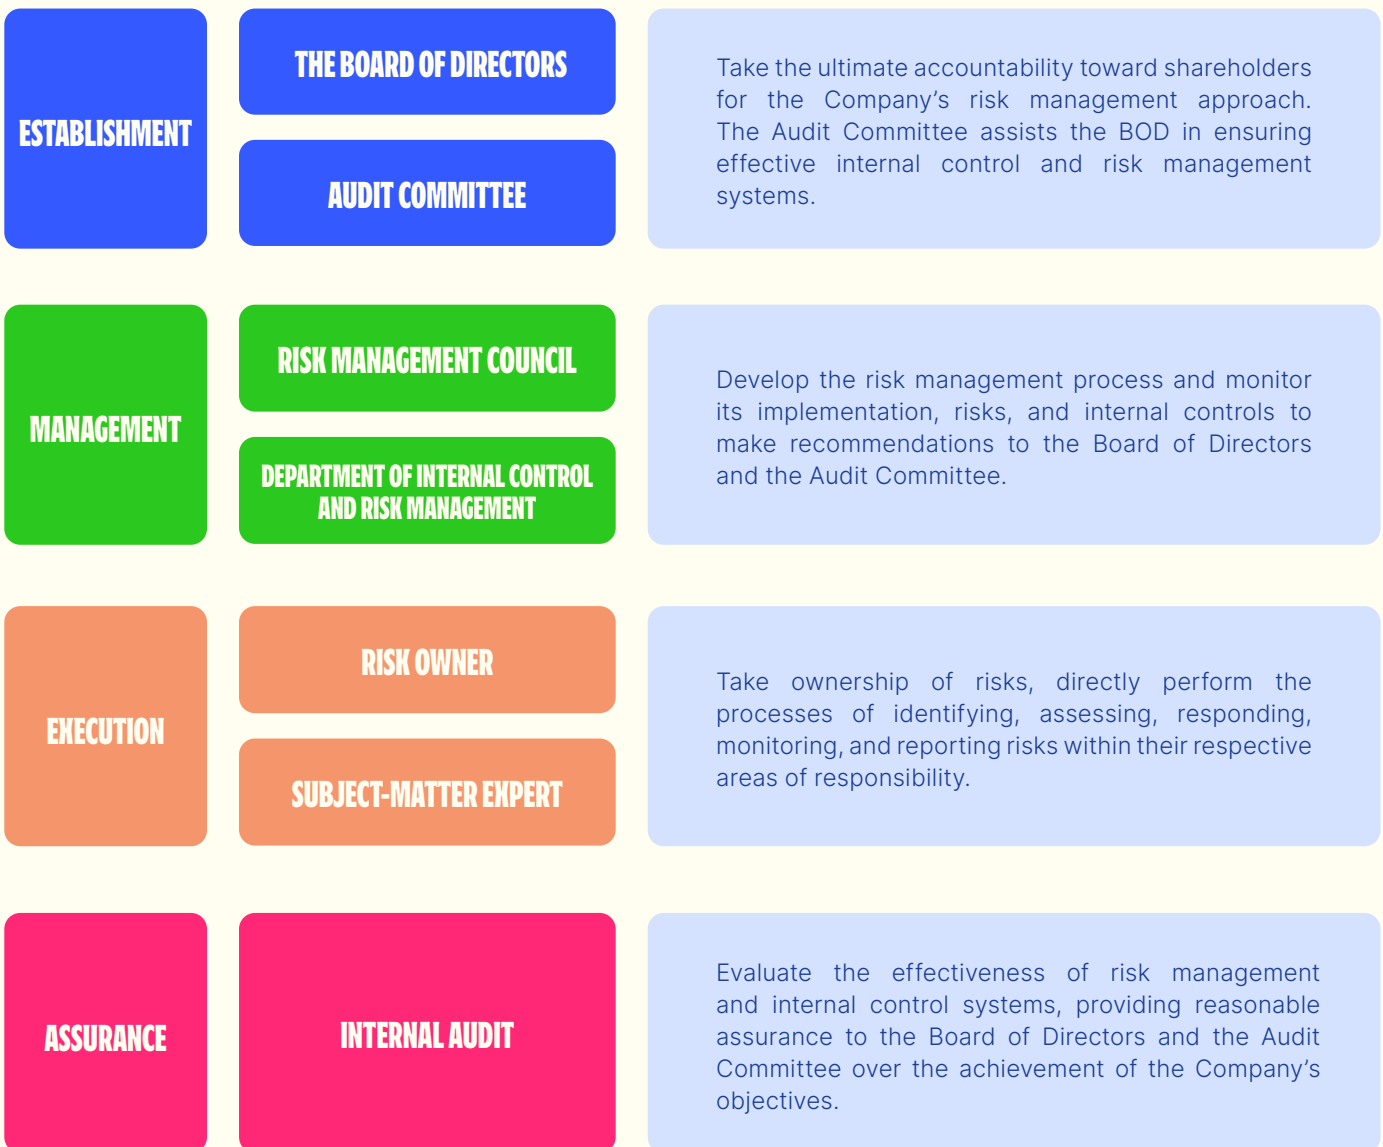 ESTABLISHMENT
THE BOARD OF DIRECTORS
AUDIT COMMITTEE
Take the ultimate accountability toward shareholders
for the Company’s risk management approach.
The Audit Committee assists the BOD in ensuring
effective internal control and risk management
systems.
MANAGEMENT
RISK MANAGEMENT COUNCIL
DEPARTMENT OF INTERNAL CONTROL
AND RISK MANAGEMENT
Develop the risk management process and monitor
its implementation, risks, and internal controls to
make recommendations to the Board of Directors
and the Audit Committee.
EXECUTION
RISK OWNER
SUBJECT-MATTER EXPERT
Take ownership of risks, directly perform the
processes of identifying, assessing, responding,
monitoring, and reporting risks within their respective
areas of responsibility.
ASSURANCE
INTERNAL AUDIT
Evaluate the effectiveness of risk management
and internal control systems, providing reasonable
assurance to the Board of Directors and the Audit
Committee over the achievement of the Company’s
objectives.